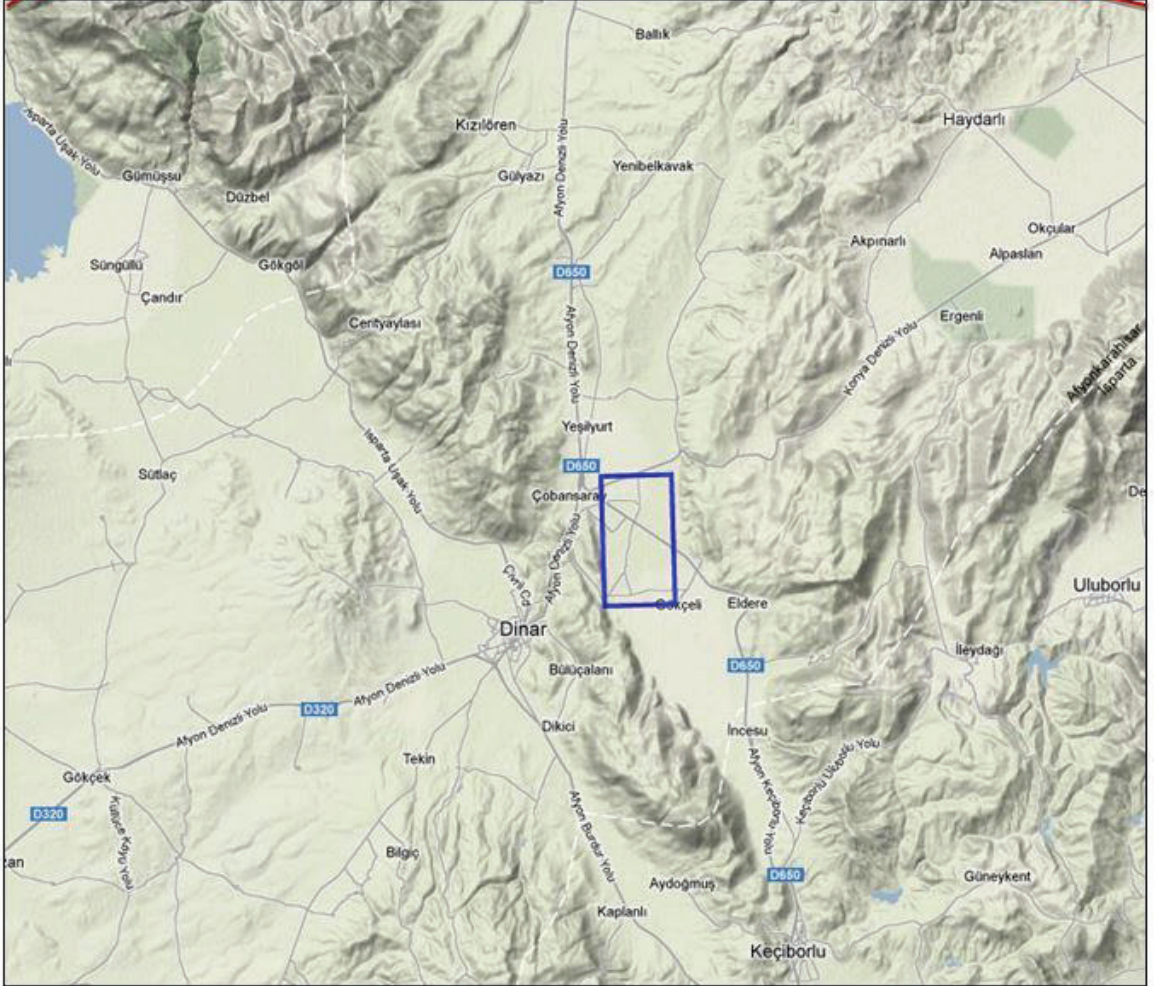 Ballık
Haydarlı
Kızılören
Isparta Uşak Yolu
Afyon Denizli Yolu
Yenibelkavak
Gümüşsu
Gülyazı
Düzbel
Okçular
Akpınarlı
Alpaslan
Süngüllü
Gökgöl
D650
Çandır
Ergenli
Centyaylası
Afyon Denizli Yolu
Konya Denizli Yolu
Afyonkarahisar
Isparta
Yeşilyurt
Isparta Uşak Yolu
D650
Sütlaç
Çobansaray
De
Afyon Denizli Yolu
Çivril Cd
Uluborlu
Gökçeli
Eldere
Dinar
İleydağı
D650
Bülüçalanı
Afyon Denizli Yolu
D320
Afyon Denizli Yolu
Dikici
İncesu
Tekin
Keçiborlu Uluborlu Yolu
Afyon Keçiborlu Yolu
Gökçek
D320
Afyon Burdur Yolu
Bilgiç
zan
D650
Güneykent
Aydoğmuş
Kaplanlı
Keçiborlu